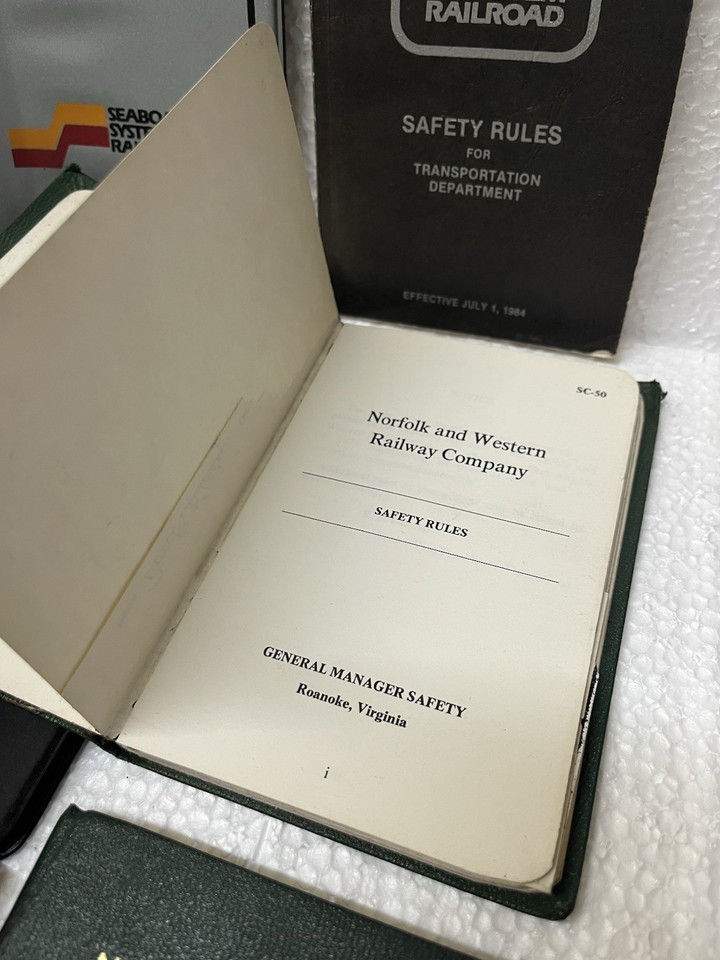 RAILROAD
SAFETY RULES
FOR
TRANSPORTATION
DEPARTMENT
EFFECTIVE JULY 1, 1984
SC-50
Norfolk and Western
Railway Company
SAFETY RULES
GENERAL MANAGER SAFETY
Roanoke, Virginia
i